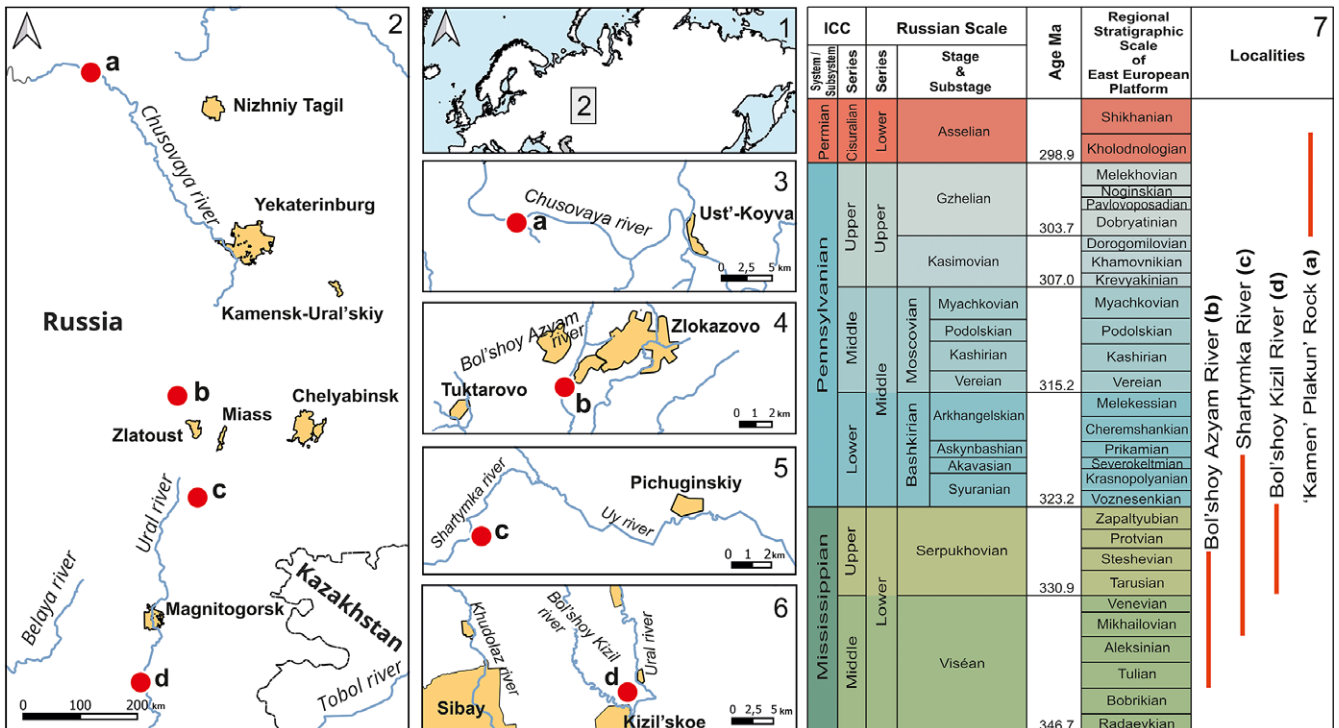 2
a
Nizhniy Tagil
Chusovaya river
Yekaterinburg
Kamensk-Ural'skiy
Russia
b
Miass
Chelyabinsk
Zlatoust
c
Ural river
Belaya river
Magnitogorsk
Kazakhstan
d
Tobol river
0 100 200 km
1
2
3
Chusovaya river
a
Ust'-Koyva
0 2,5 5 km
4
Bol'shoy Azyam
river
Zlokazovo
Tuktarovo
b
0 1 2 km
5
Shartymka river
Pichuginskiy
Uy river
c
0 1 2 km
6
Khudolaz river
Bol'shoy Kizil
river
Ural river
d
Sibay
Kizil'skoe
0 2,5 5 km
7
ICC
Russian Scale
Age Ma
Regional
Stratigraphic
Scale
of
East European
Platform
Localities
System /
Subsystem
Series
Series
Stage
&
Substage
Permian
Cisuralian
Lower
Asselian
298.9
Shikhanian
Kholodnologian
Pennsylvanian
Upper
Upper
Gzhelian
303.7
Melekhovian
Noginskian
Pavlovoposadian
Dobryatinian
Kasimovian
307.0
Dorogomilovian
Khamovnikian
Krevyakinian
Middle
Middle
Moscovian
Myachkovian
Podolskian
Kashirian
Vereian
315.2
Myachkovian
Podolskian
Kashirian
Vereian
Lower
Bashkirian
Arkhangelskian
Askynbashian
Akavasian
Syuranian
323.2
Melekessian
Cheremshankian
Prikamian
Severokeltmian
Krasnopolyanian
Voznesenkian
Mississippian
Upper
Lower
Serpukhovian
330.9
Zapaltyubian
Protvian
Steshevian
Tarusian
Middle
Viséan
346.7
Venevian
Mikhailovian
Aleksinian
Tulian
Bobrikian
Radaevkian
Bol'shoy Azyam River (b)
Shartymka River (c)
Bol'shoy Kizil River (d)
'Kamen' Plakun' Rock (a)